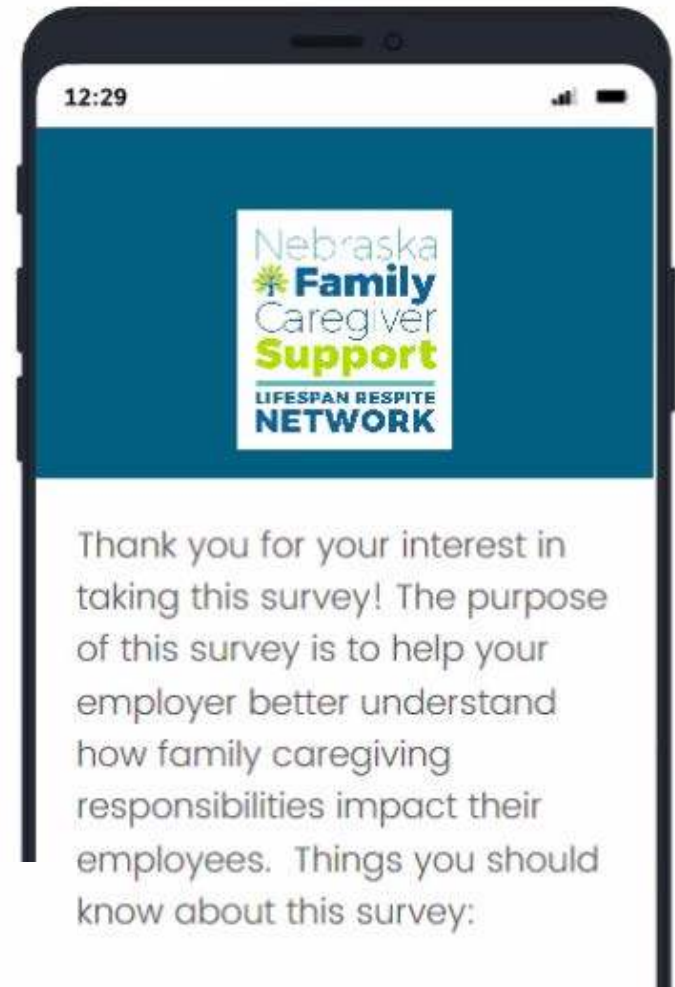 12:29
Nebraska
Family
Caregiver
Support
LIFESPAN RESPITE
NETWORK
Thank you for your interest in
taking this survey! The purpose
of this survey is to help your
employer better understand
how family caregiving
responsibilities impact their
employees.  Things you should
know about this survey: